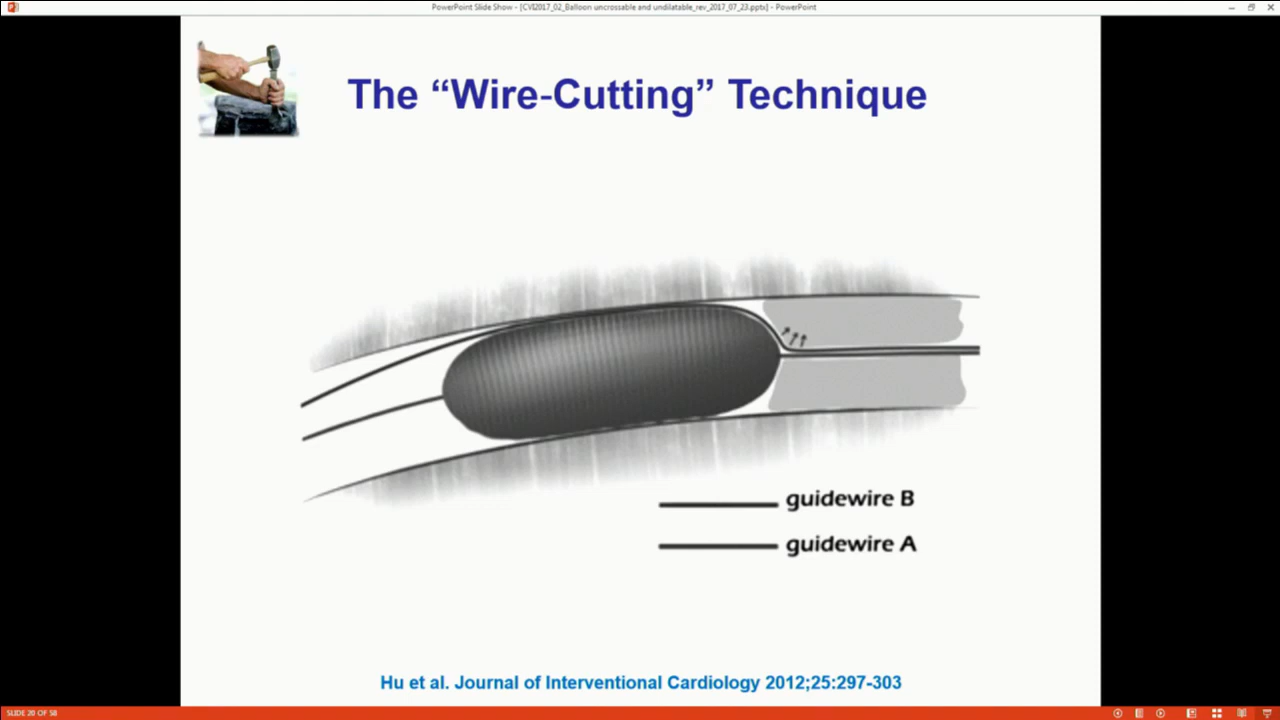 PowerPoint Slide Show - [CVI2017_02_Balloon uncrossable and undilatable_rev_2017_07_23.pptx] - PowerPoint
The “Wire-Cutting” Technique
guidewire B
guidewire A
Hu et al. Journal of Interventional Cardiology 2012;25:297-303
SLIDE 20 OF 58